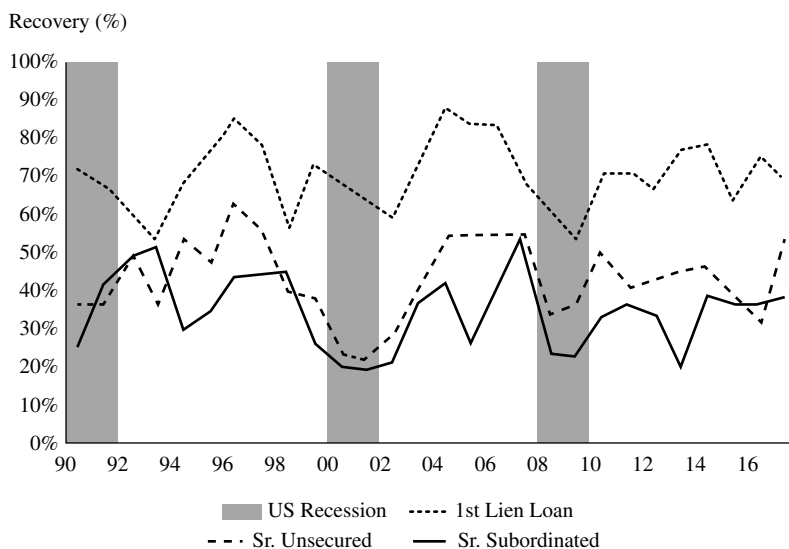 Recovery (%)
100%
90%
80%
70%
60%
50%
40%
30%
20%
10%
0%
90 92 94 96 98 00 02 04 06 08 10 12 14 16
US Recession 1st Lien Loan
Sr. Unsecured Sr. Subordinated